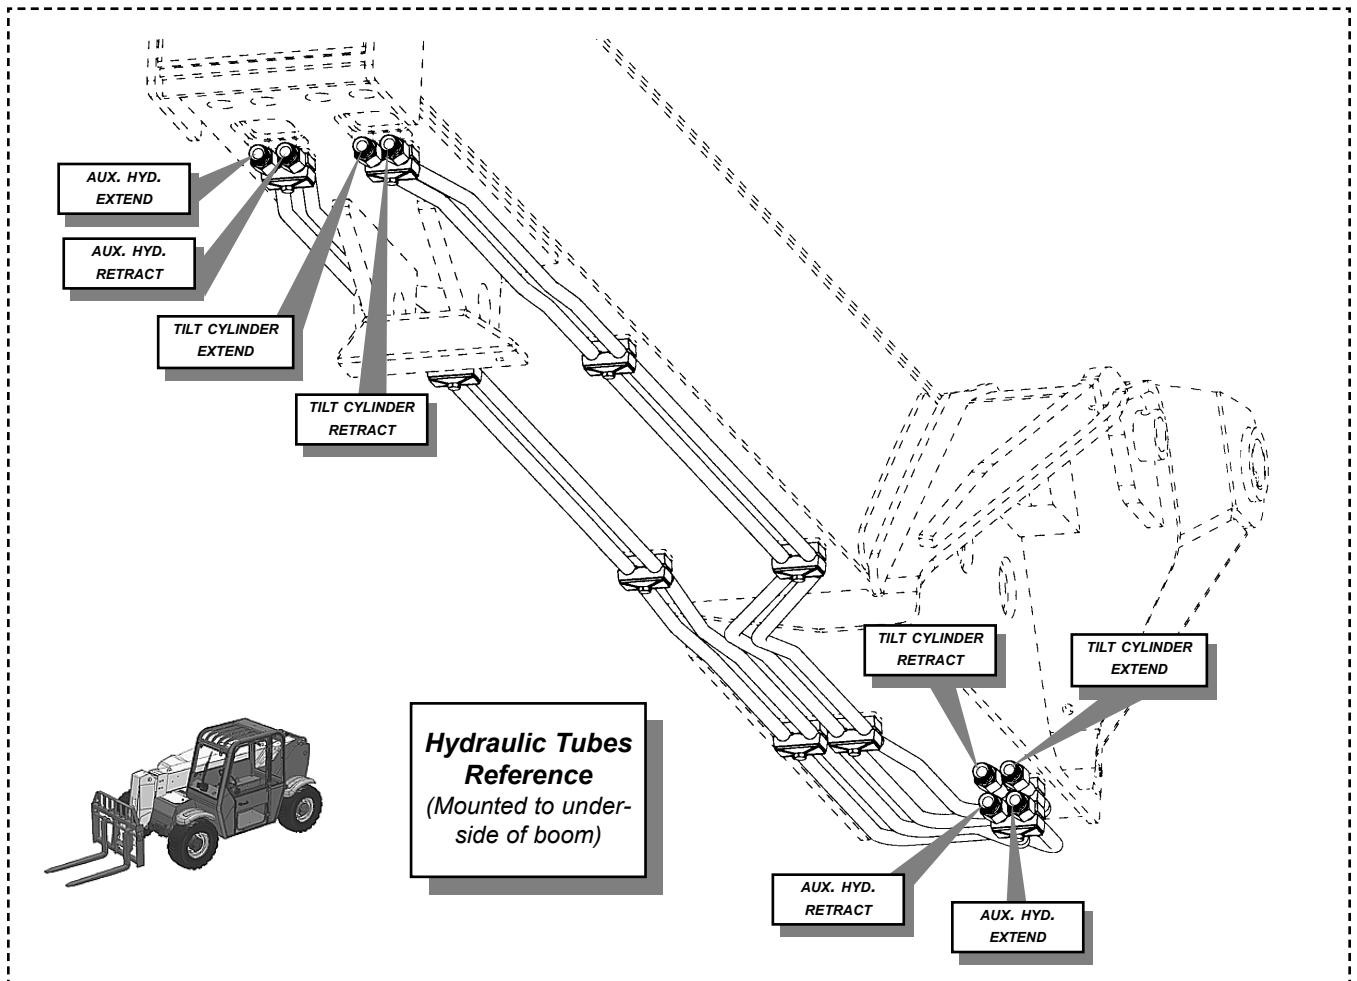 AUX. HYD.
EXTEND
AUX. HYD.
RETRACT
TILT CYLINDER
EXTEND
TILT CYLINDER
RETRACT
TILT CYLINDER
RETRACT
TILT CYLINDER
EXTEND
Hydraulic Tubes
Reference
(Mounted to under-
side of boom)
AUX. HYD.
RETRACT
AUX. HYD.
EXTEND